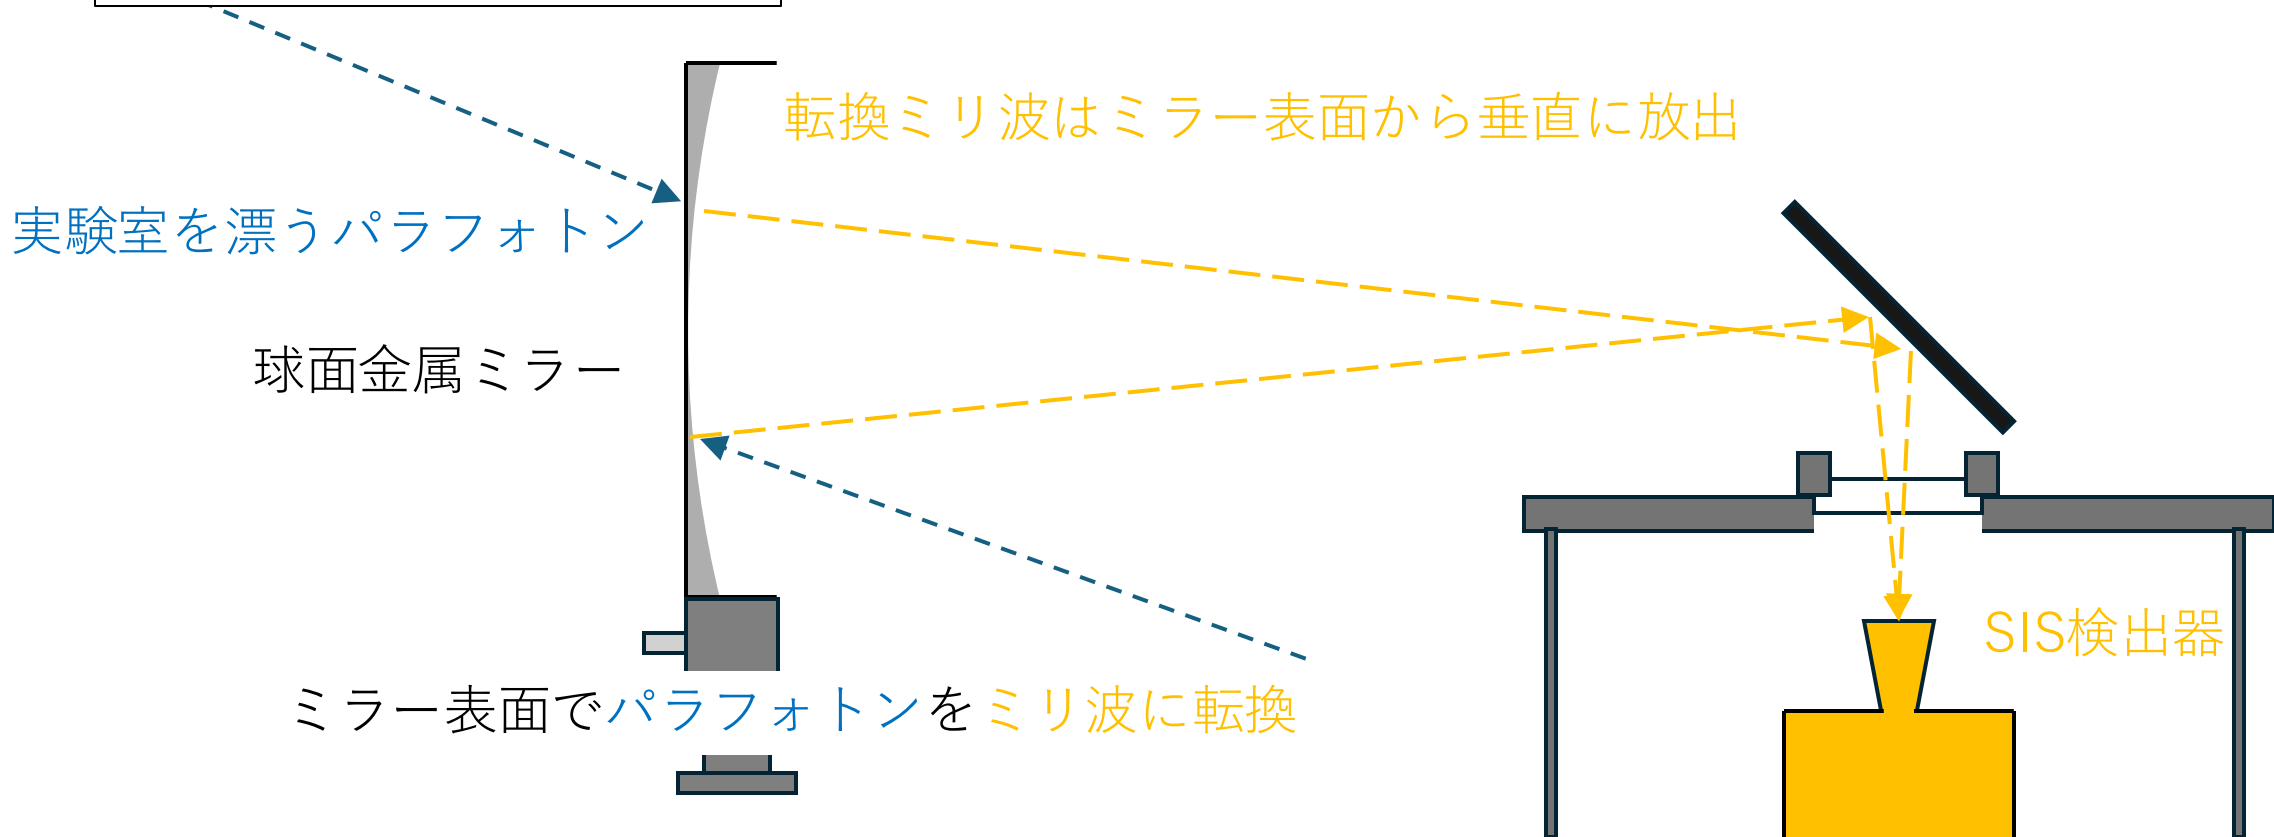 転換ミリ波はミラー表面から垂直に放出
実験室を漂うパラフォトン
球面金属ミラー
SIS検出器
ミラー表面でパラフォトンをミリ波に転換